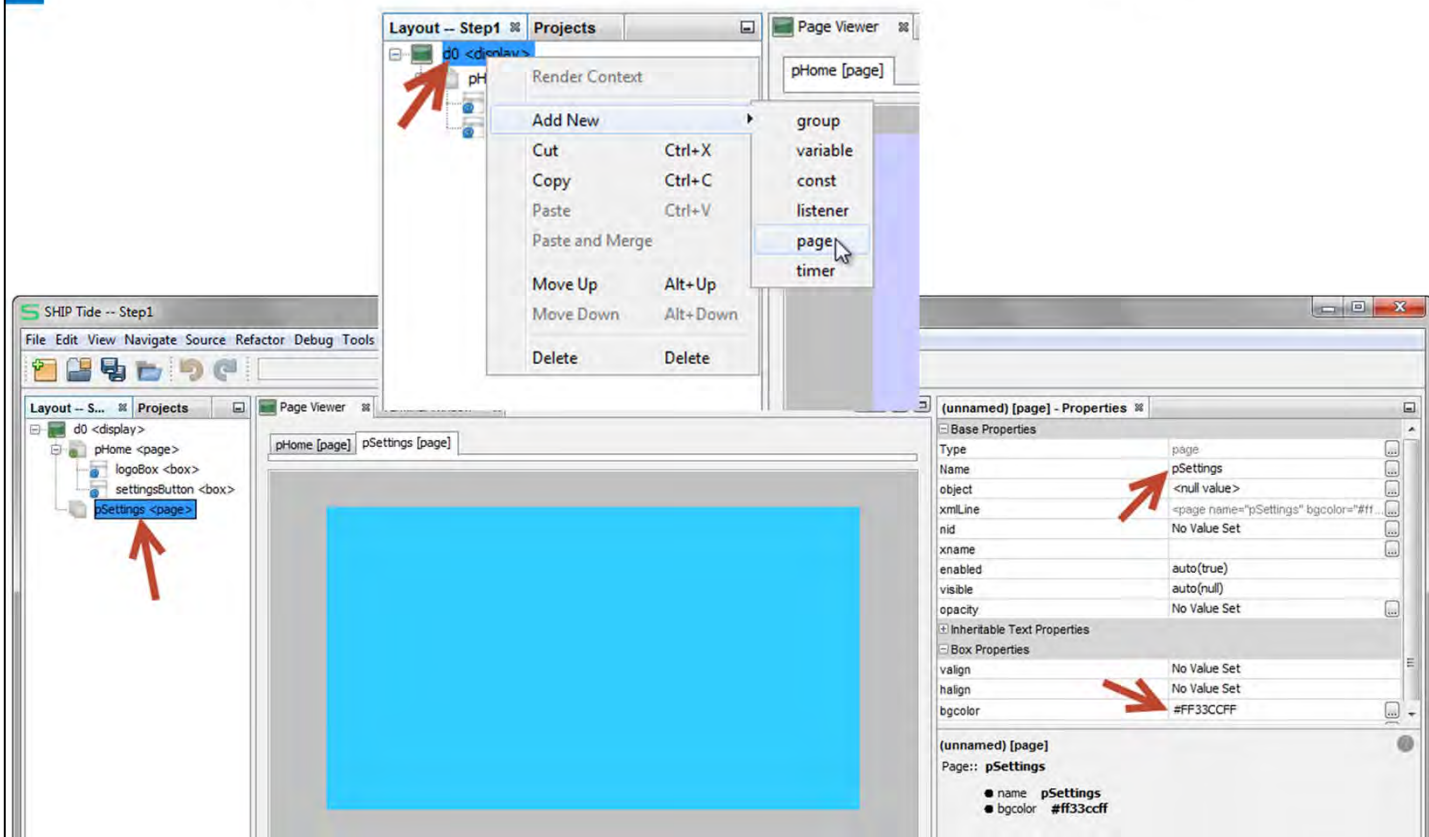 Layout -- Step1 Projects
Page Viewer
d0 <display>
pH
pHome [page]
Render Context
Add New
Cut Ctrl+X
Copy Ctrl+C
Paste Ctrl+V
Paste and Merge
Move Up Alt+Up
Move Down Alt+Down
Delete Delete
group
variable
const
listener
page
timer
SHIP Tide -- Step1
File Edit View Navigate Source Refactor Debug Tools
Layout -- S... Projects
d0 <display>
pHome <page>
logoBox <box>
settingsButton <box>
pSettings <page>
Page Viewer
pHome [page] pSettings [page]
(unnamed) [page] - Properties
Base Properties
Type page ...
Name pSettings ...
object <null value> ...
xmlLine <page name="pSettings" bgcolor="#ff... ...
nid No Value Set ...
xname ...
enabled auto(true)
visible auto(null)
opacity No Value Set ...
Inheritable Text Properties
Box Properties
valign No Value Set
halign No Value Set
bgcolor #FF33CCFF ...
(unnamed) [page]
Page:: pSettings
name pSettings
bgcolor #ff33ccff